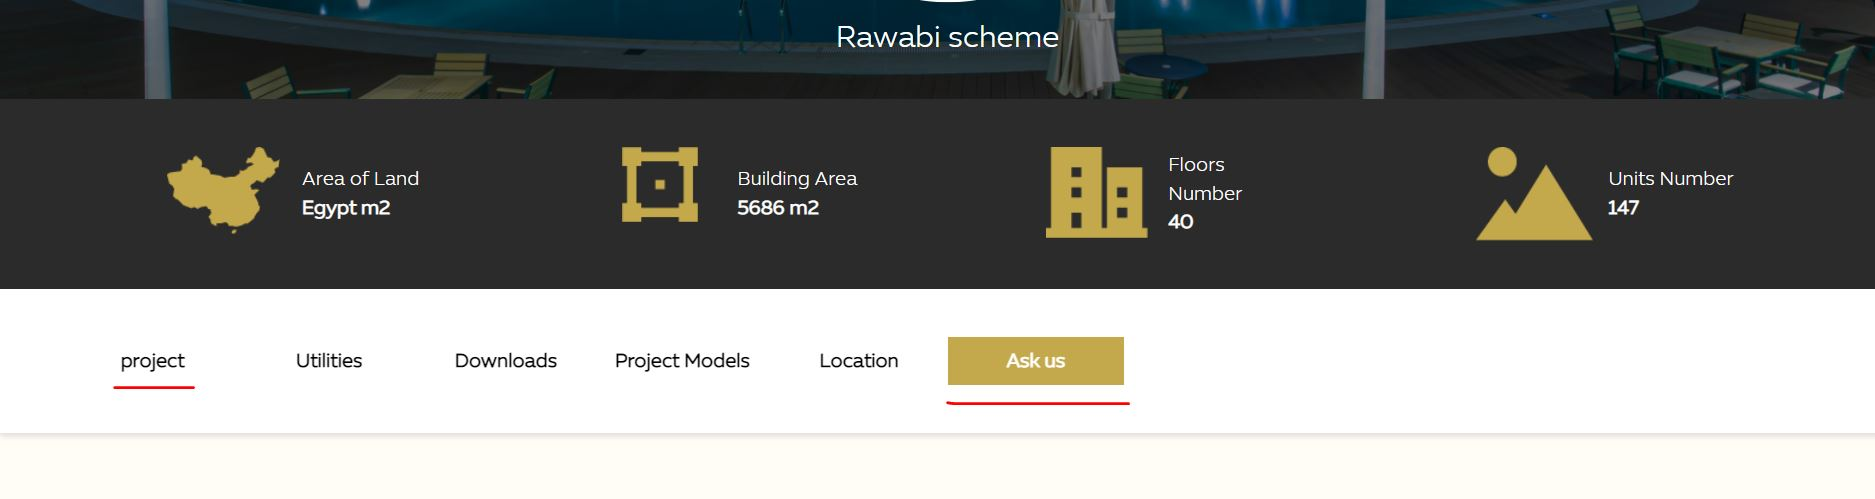 Rawabi scheme
Area of Land
Egypt m2
Building Area
5686 m2
Floors
Number
40
Units Number
147
project
Utilities
Downloads
Project Models
Location
Ask us